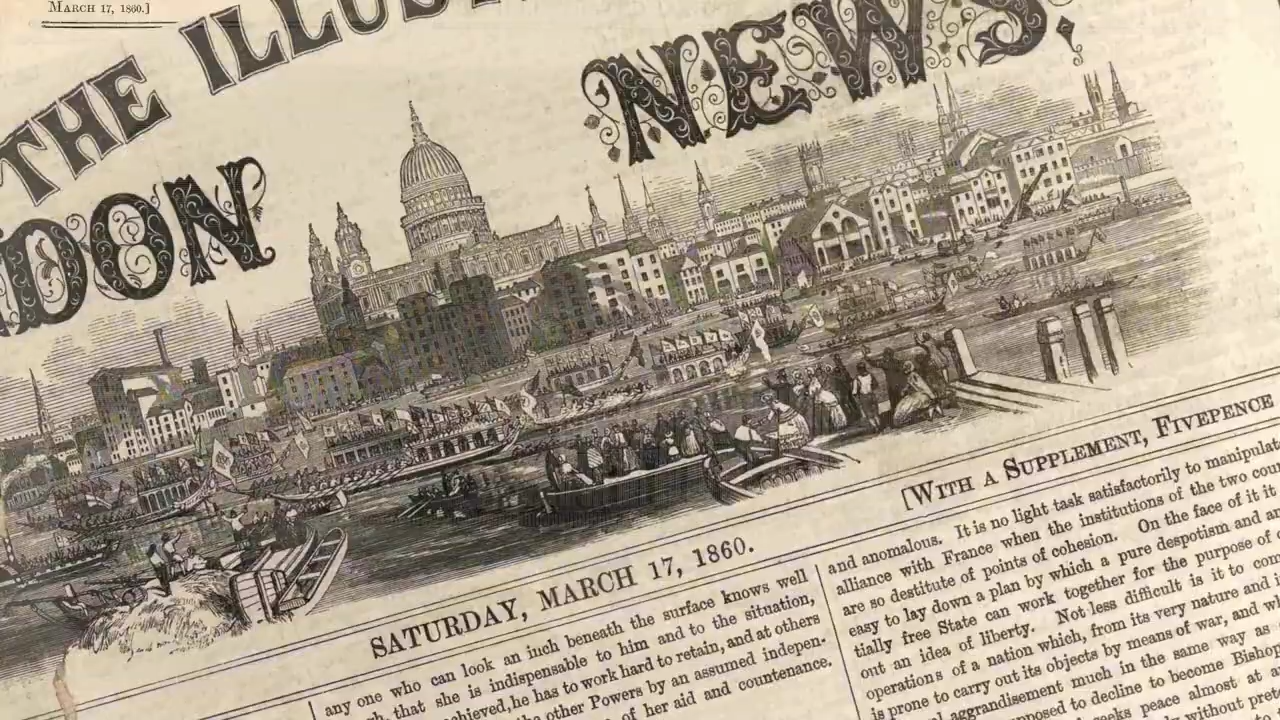 MARCH 17, 1860.]
THE ILLUS
DON
NEWS.
[WITH A SUPPLEMENT, FIVEPENCE
SATURDAY, MARCH 17, 1860.
any one who can look an inch beneath the surface knows well
that she is indispensable to him and to the situation,
achieved, he has to work hard to retain, and at others
the other Powers by an assumed indepen-
of her aid and countenance.
and anomalous. It is no light task satisfactorily to manipulat
alliance with France when the institutions of the two cou
are so destitute of points of cohesion. On the face of it it
easy to lay down a plan by which a pure despotism and an
tially free State can work together for the purpose of
out an idea of liberty. Not less difficult is it to com
operations of a nation which, from its very nature and
is prone to carry out its objects by means of war, and wh
aggrandisement much in the same way as
posed to decline to become Bishop
peace almost at a
without pret